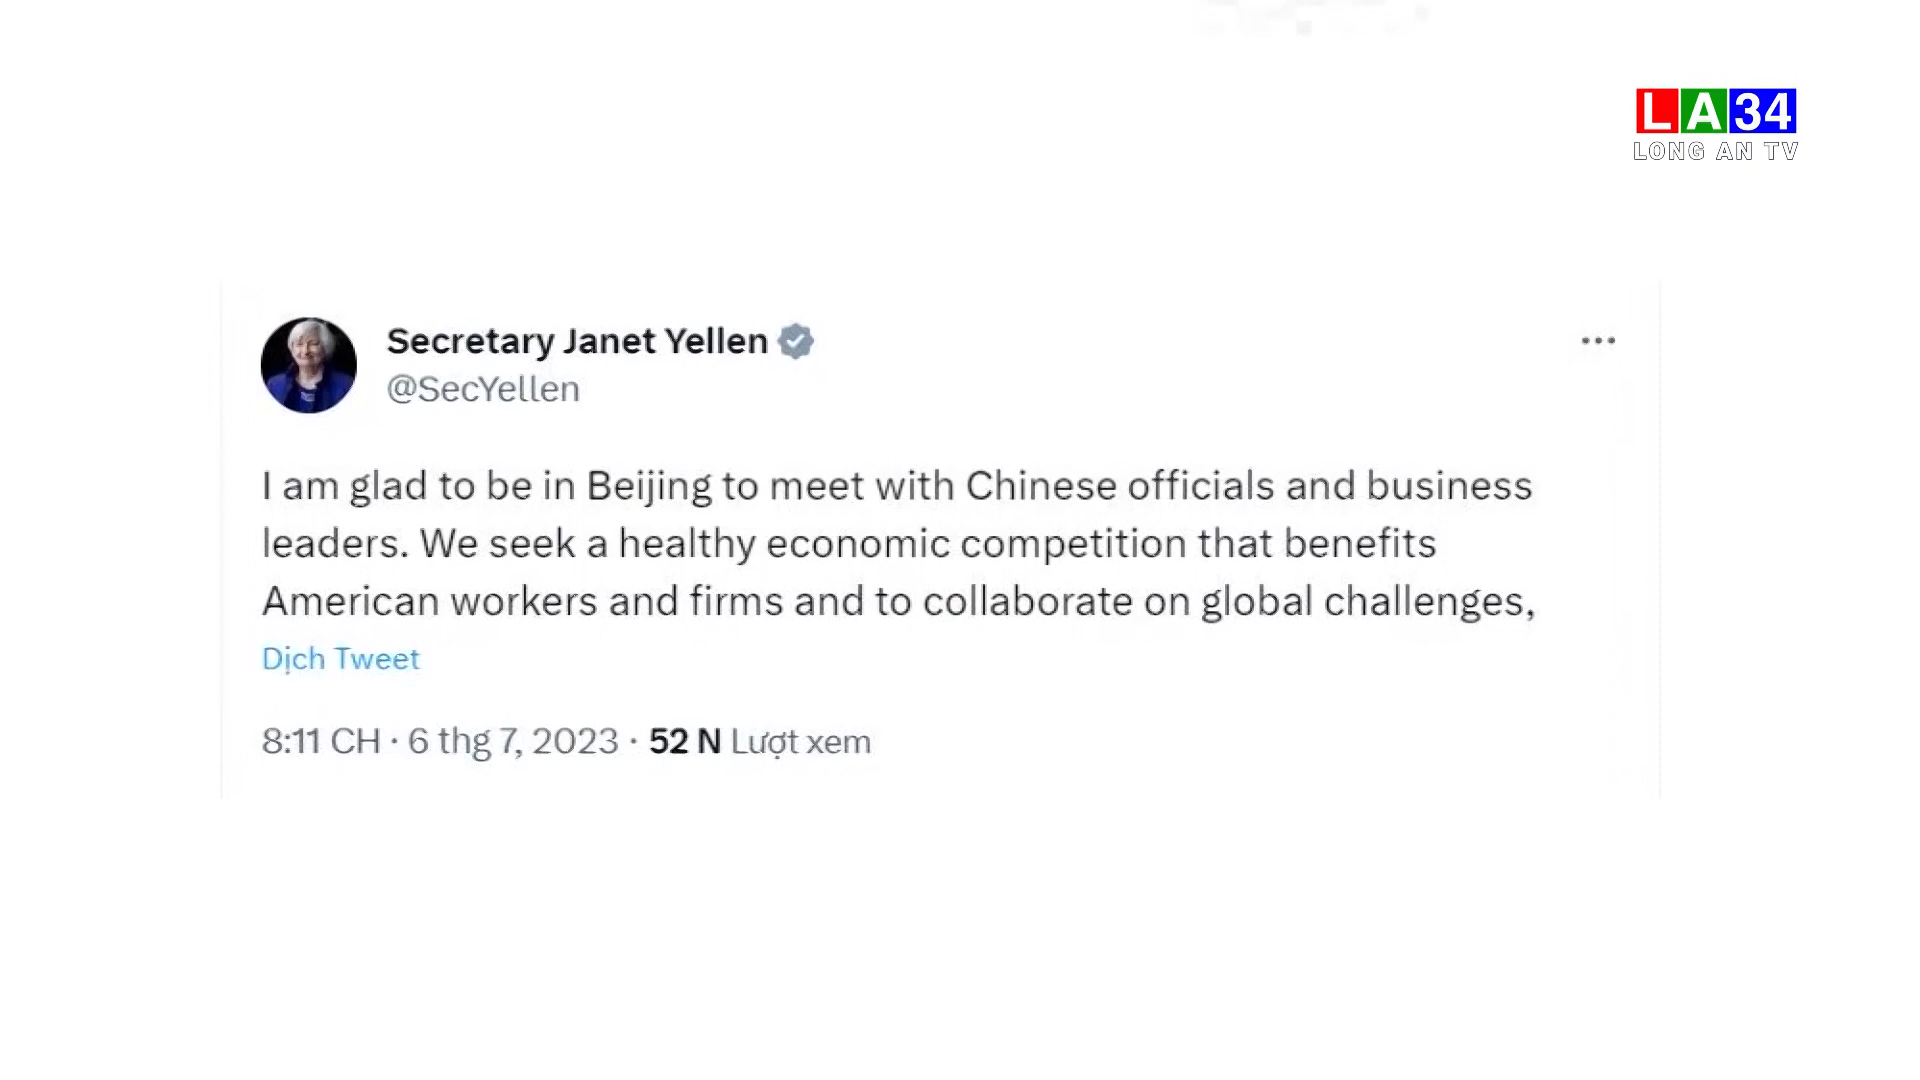 LA34
LONG AN TV
Secretary Janet Yellen
@SecYellen
I am glad to be in Beijing to meet with Chinese officials and business
leaders. We seek a healthy economic competition that benefits
American workers and firms and to collaborate on global challenges,
Dịch Tweet
8:11 CH · 6 thg 7, 2023 · 52 N Lượt xem